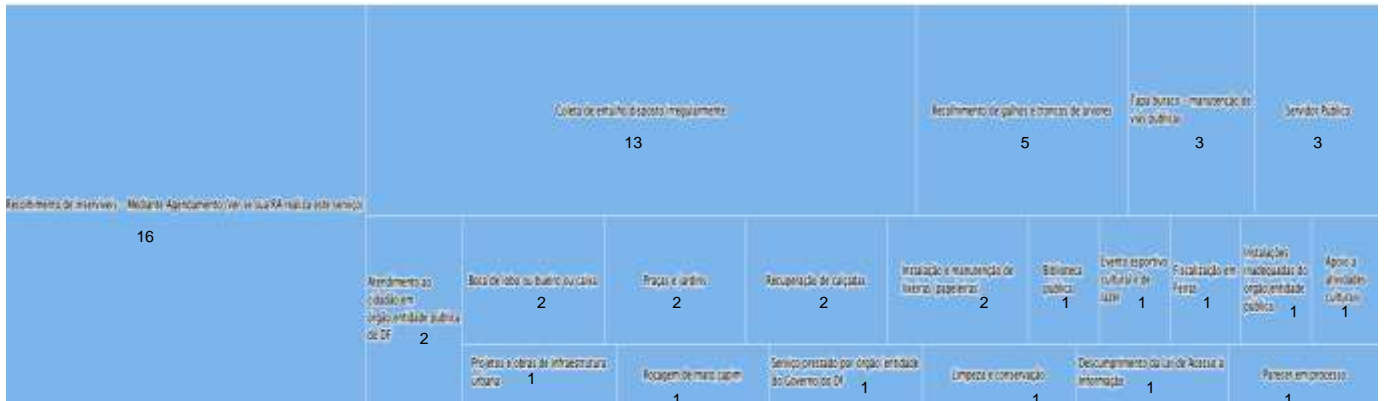 Coleta de entulho disposto irregularmente
13
Recolhimento de galhos e troncos de árvores
5
Tapa buraco - manutenção de
vias públicas
3
Servidor Público
3
Recolhimento de inservíveis - Mediante Agendamento (Ver se sua RA realiza este serviço)
16
Atendimento ao
cidadão em
órgão/entidade pública
do DF
2
Boca de lobo ou bueiro ou caixa
2
Praças e jardins
2
Recuperação de calçadas
2
Instalação e manutenção de
lixeiras (papeleiras)
2
Biblioteca
pública
1
Evento esportivo
cultural e de
lazer
1
Fiscalização em
Feiras
1
Instalações
inadequadas do
órgão/entidade
pública
1
Apoio a
atividades
culturais
1
Projetos e obras de infraestrutura
urbana
1
Roçagem de mato capim
1
Serviço prestado por órgão/entidade
do Governo do DF
1
Limpeza e conservação
1
Descumprimento da Lei de Acesso a
Informação
1
Parecer em processo
1